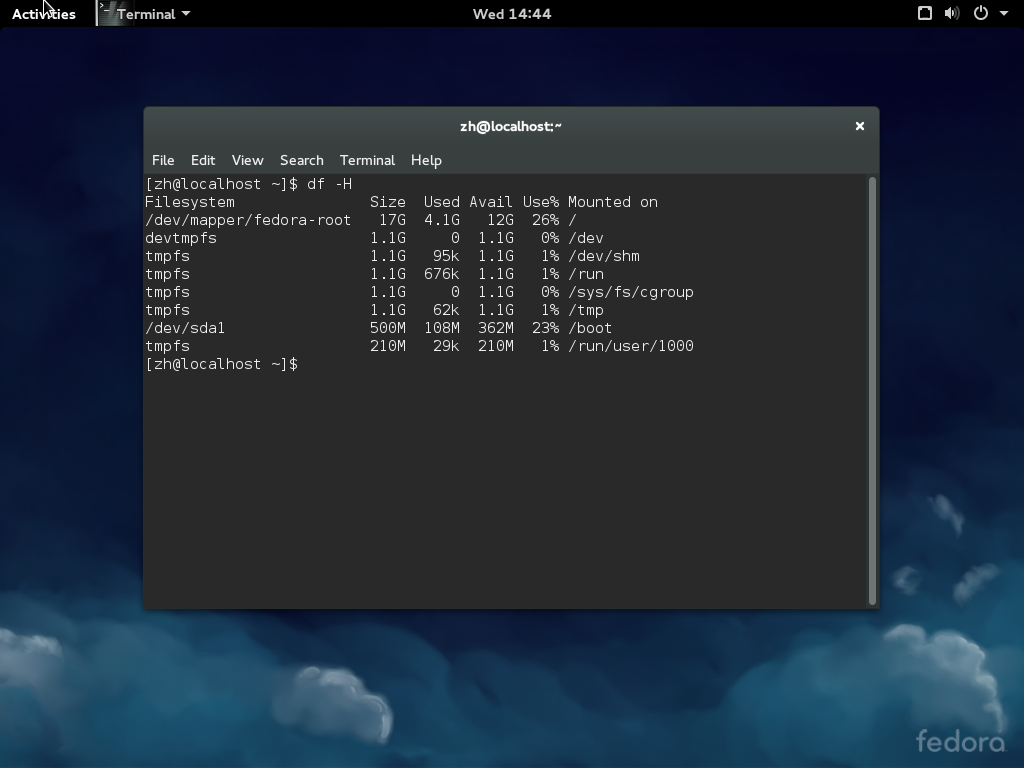 Activities Terminal Wed 14:44
zh@localhost:~
File Edit View Search Terminal Help
[zh@localhost ~]$ df -H
Filesystem               Size  Used Avail Use% Mounted on
/dev/mapper/fedora-root   17G  4.1G   12G  26% /
devtmpfs                 1.1G     0  1.1G   0% /dev
tmpfs                    1.1G   95k  1.1G   1% /dev/shm
tmpfs                    1.1G  676k  1.1G   1% /run
tmpfs                    1.1G     0  1.1G   0% /sys/fs/cgroup
tmpfs                    1.1G   62k  1.1G   1% /tmp
/dev/sda1                500M  108M  362M  23% /boot
tmpfs                    210M   29k  210M   1% /run/user/1000
[zh@localhost ~]$
fedora